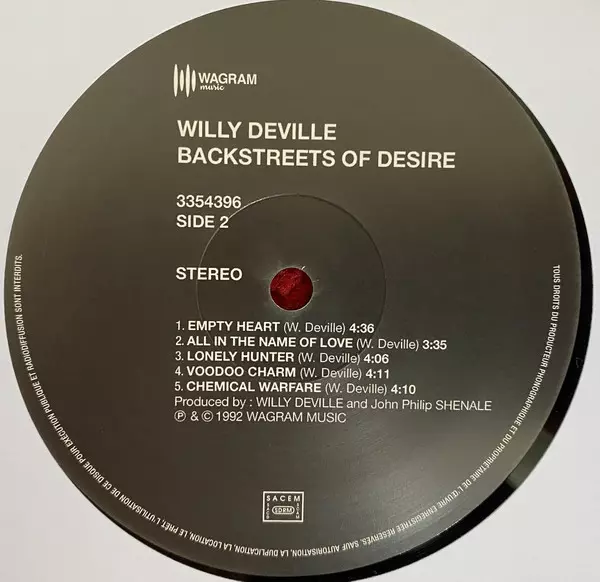 WAGRAM
music
WILLY DEVILLE
BACKSTREETS OF DESIRE
3354396
SIDE 2
STEREO
1. EMPTY HEART (W. Deville) 4:36
2. ALL IN THE NAME OF LOVE (W. Deville) 3:35
3. LONELY HUNTER (W. Deville) 4:06
4. VOODOO CHARM (W. Deville) 4:11
5. CHEMICAL WARFARE (W. Deville) 4:10
Produced by : WILLY DEVILLE and John Philip SHENALE
℗ & © 1992 WAGRAM MUSIC
SACEM
SACD
SDRM
SCAM
TOUS DROITS DU PRODUCTEUR PHONOGRAPHIQUE ET DU PROPRIETAIRE DE L'ŒUVRE ENREGISTREE RESERVES. SAUF AUTORISATION, LA DUPLICATION, LA LOCATION, LE PRÊT, L'UTILISATION DE CE DISQUE POUR EXECUTION PUBLIQUE ET RADIODIFFUSION SONT INTERDITS.